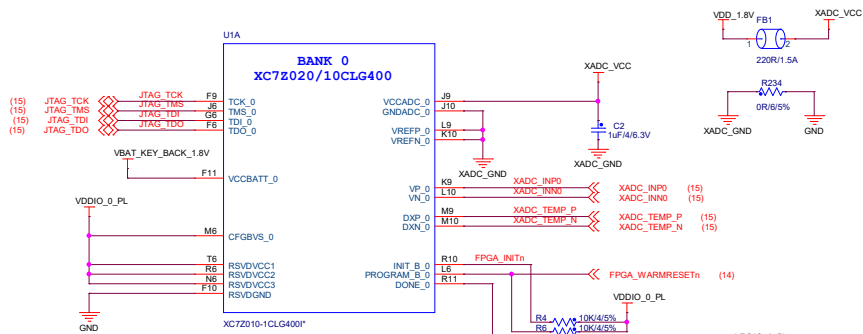 U1A
BANK 0
XC7Z020/10CLG400
VDD_1.8V
XADC_VCC
FB1
1
2
220R/1.5A
XADC_VCC
R234
0R/6/5%
XADC_GND
GND
(15) JTAG_TCK JTAG_TCK F9 TCK_0
(15) JTAG_TMS JTAG_TMS J6 TMS_0
(15) JTAG_TDI JTAG_TDI G6 TDI_0
(15) JTAG_TDO JTAG_TDO F6 TDO_0
VCCADC_0 J9
GNDADC_0 J10
VREFP_0 L9
VREFN_0 K10
C2
1uF/4/6.3V
XADC_GND
XADC_GND
VBAT_KEY_BACK_1.8V
F11 VCCBATT_0
VP_0 K9 XADC_INP0 XADC_INP0 (15)
VN_0 L10 XADC_INN0 XADC_INN0 (15)
DXP_0 M9 XADC_TEMP_P XADC_TEMP_P (15)
DXN_0 M10 XADC_TEMP_N XADC_TEMP_N (15)
VDDIO_0_PL
M6 CFGBVS_0
T6 RSVDVCC1
R6 RSVDVCC2
N6 RSVDVCC3
F10 RSVDGND
GND
INIT_B_0 R10 FPGA_INITn
PROGRAM_B_0 L6 FPGA_WARMRESETn (14)
DONE_0 R11
VDDIO_0_PL
R4 10K/4/5%
R6 10K/4/5%
XC7Z010-1CLG400I*